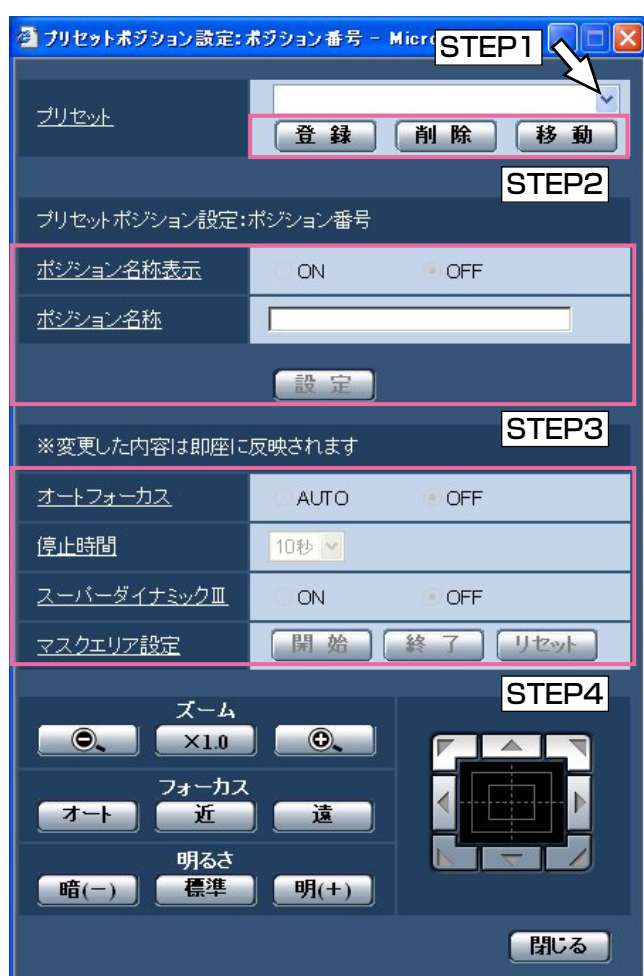 プリセットポジション設定:ポジション番号 - Micro
STEP1
プリセット
登録 削除 移動
STEP2
プリセットポジション設定:ポジション番号
ポジション名称表示 ON OFF
ポジション名称
設定
STEP3
※変更した内容は即座に反映されます
オートフォーカス AUTO OFF
停止時間 10秒
スーパーダイナミックⅢ ON OFF
マスクエリア設定 開始 終了 リセット
STEP4
ズーム
×1.0
フォーカス
オート 近 遠
明るさ
暗(-) 標準 明(+)
閉じる